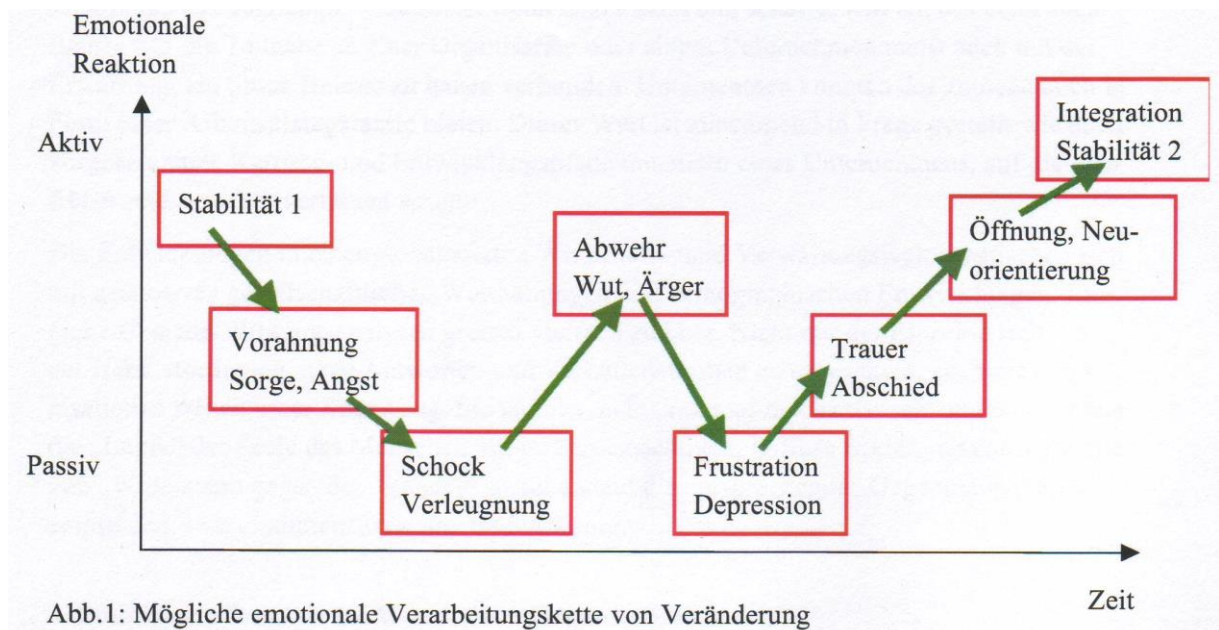 Emotionale
Reaktion
Aktiv
Passiv
Stabilität 1
Vorahnung
Sorge, Angst
Schock
Verleugnung
Abwehr
Wut, Ärger
Frustration
Depression
Trauer
Abschied
Öffnung, Neu-
orientierung
Integration
Stabilität 2
Zeit
Abb.1: Mögliche emotionale Verarbeitungskette von Veränderung